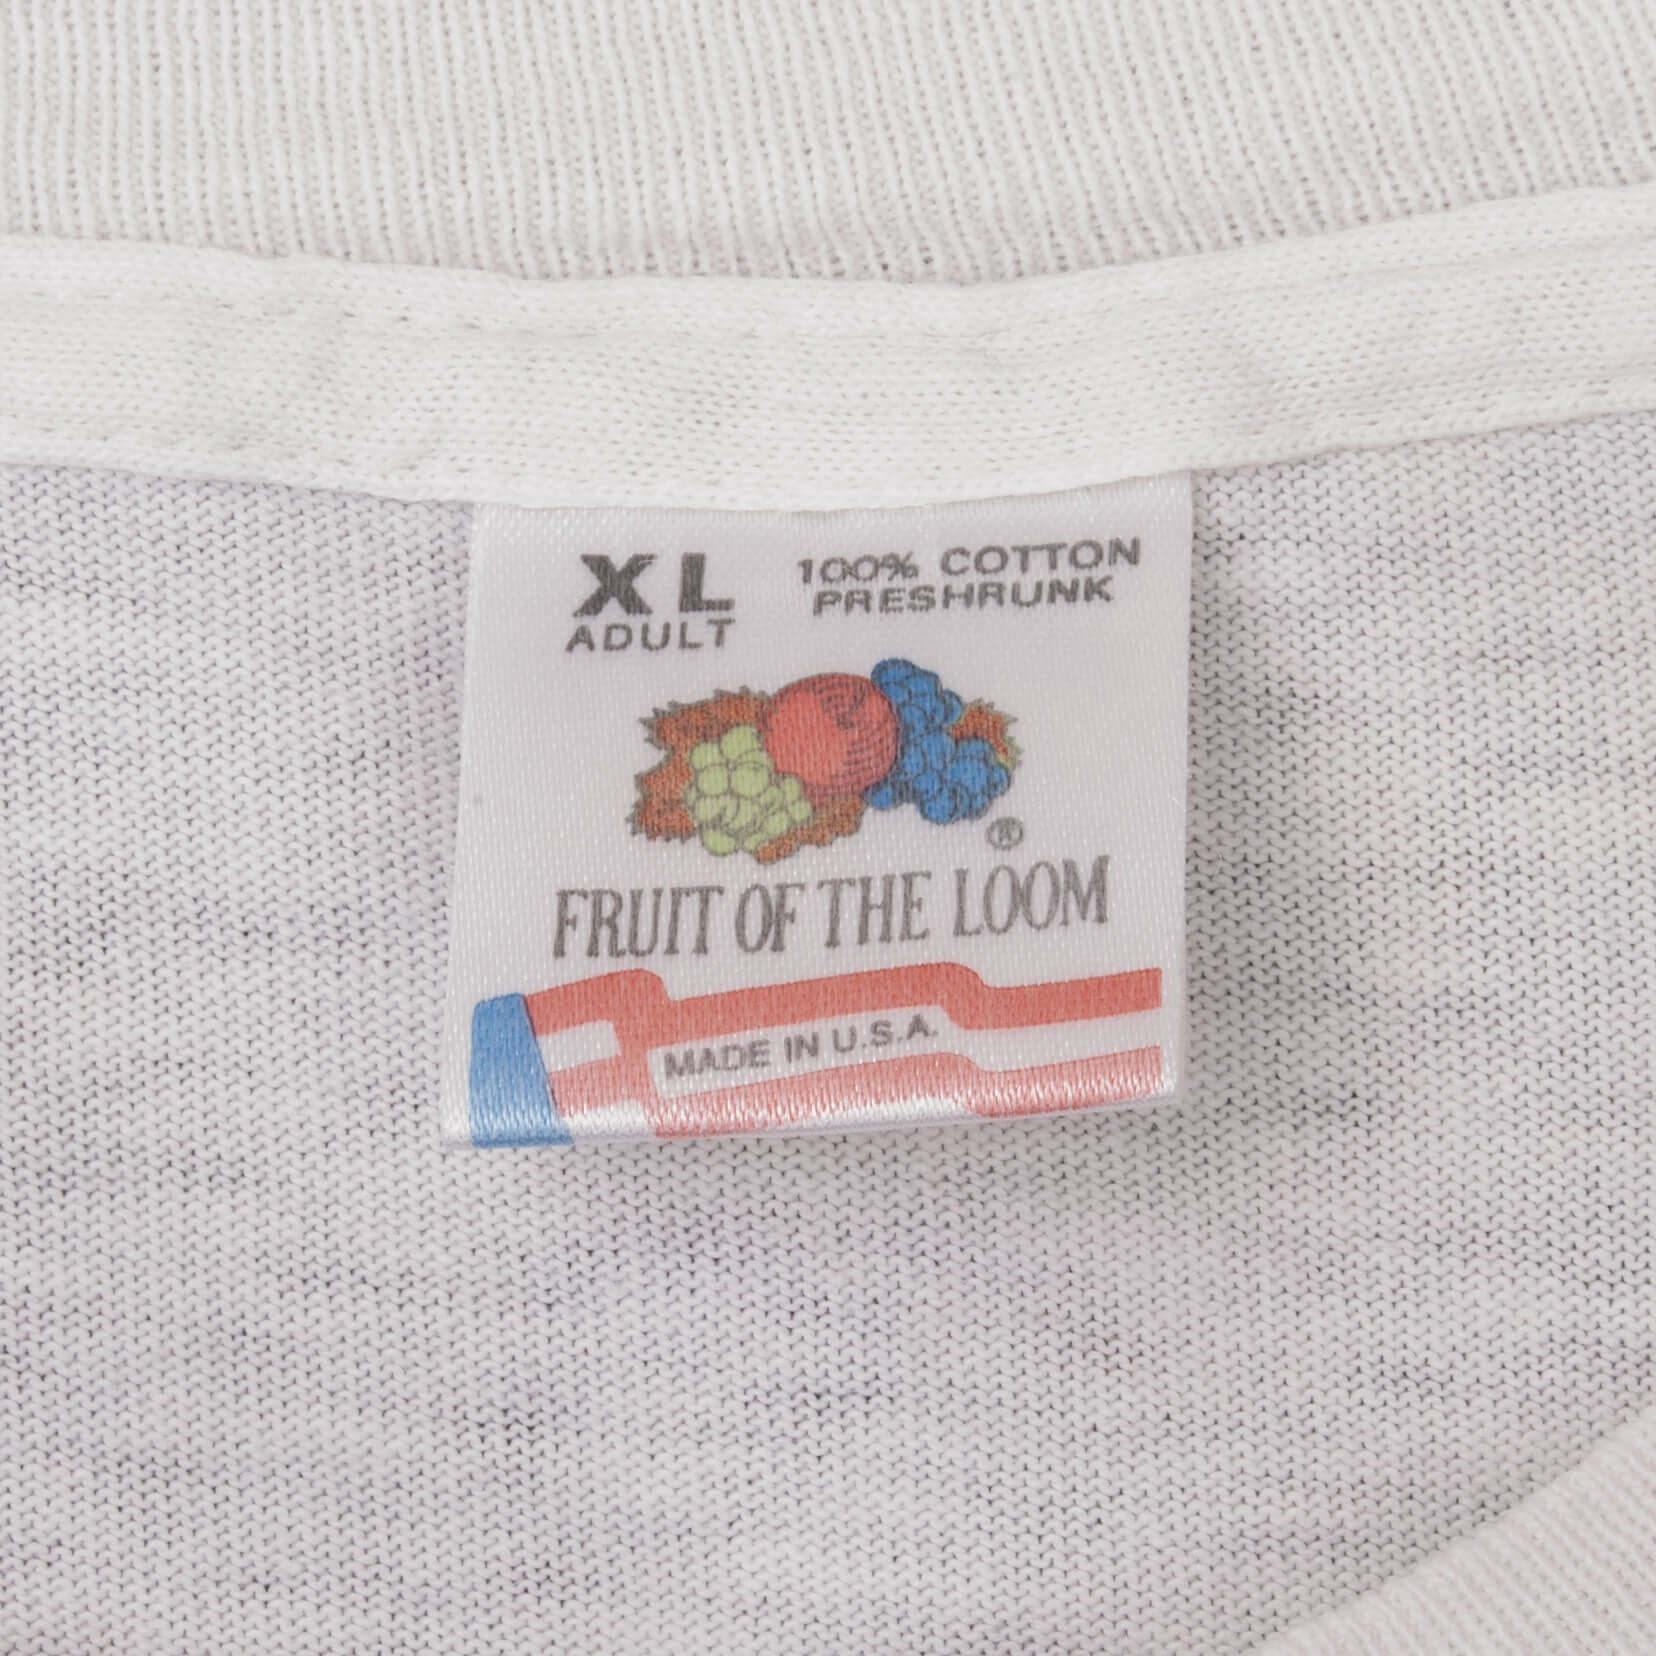 XL
ADULT
100% COTTON
PRESHRUNK
®
FRUIT OF THE LOOM
MADE IN U.S.A.